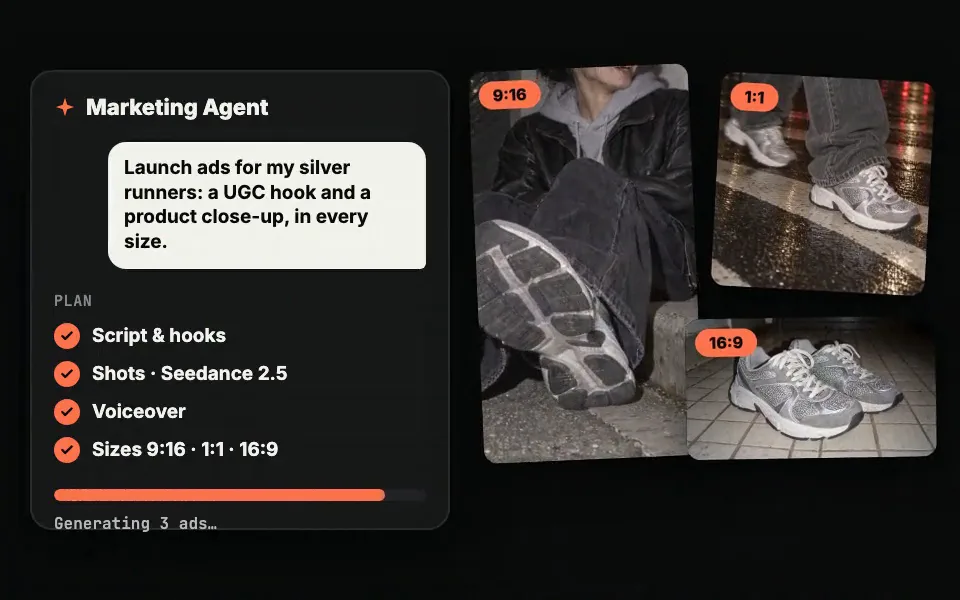 Marketing Agent
Launch ads for my silver
runners: a UGC hook and a
product close-up, in every
size.
PLAN
Script & hooks
Shots · Seedance 2.5
Voiceover
Sizes 9:16 · 1:1 · 16:9
Generating 3 ads…
9:16
1:1
16:9